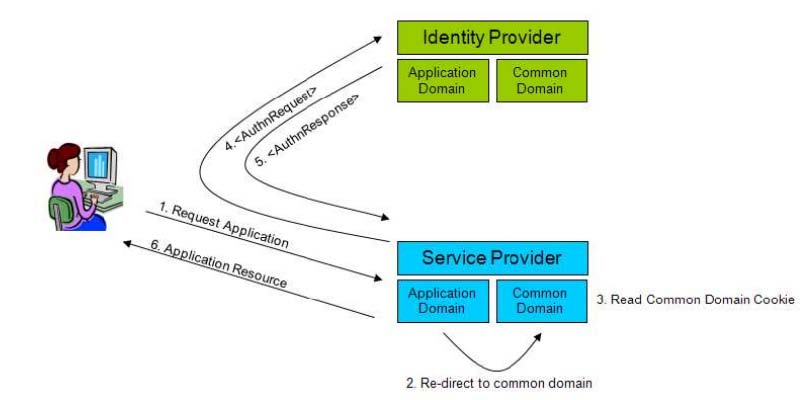 Identity Provider
Application
Domain
Common
Domain
4.<AuthnRequest>
5. <AuthnResponse>
1. Request Application
6. Application Resource
Service Provider
Application
Domain
Common
Domain
3. Read Common Domain Cookie
2. Re-direct to common domain